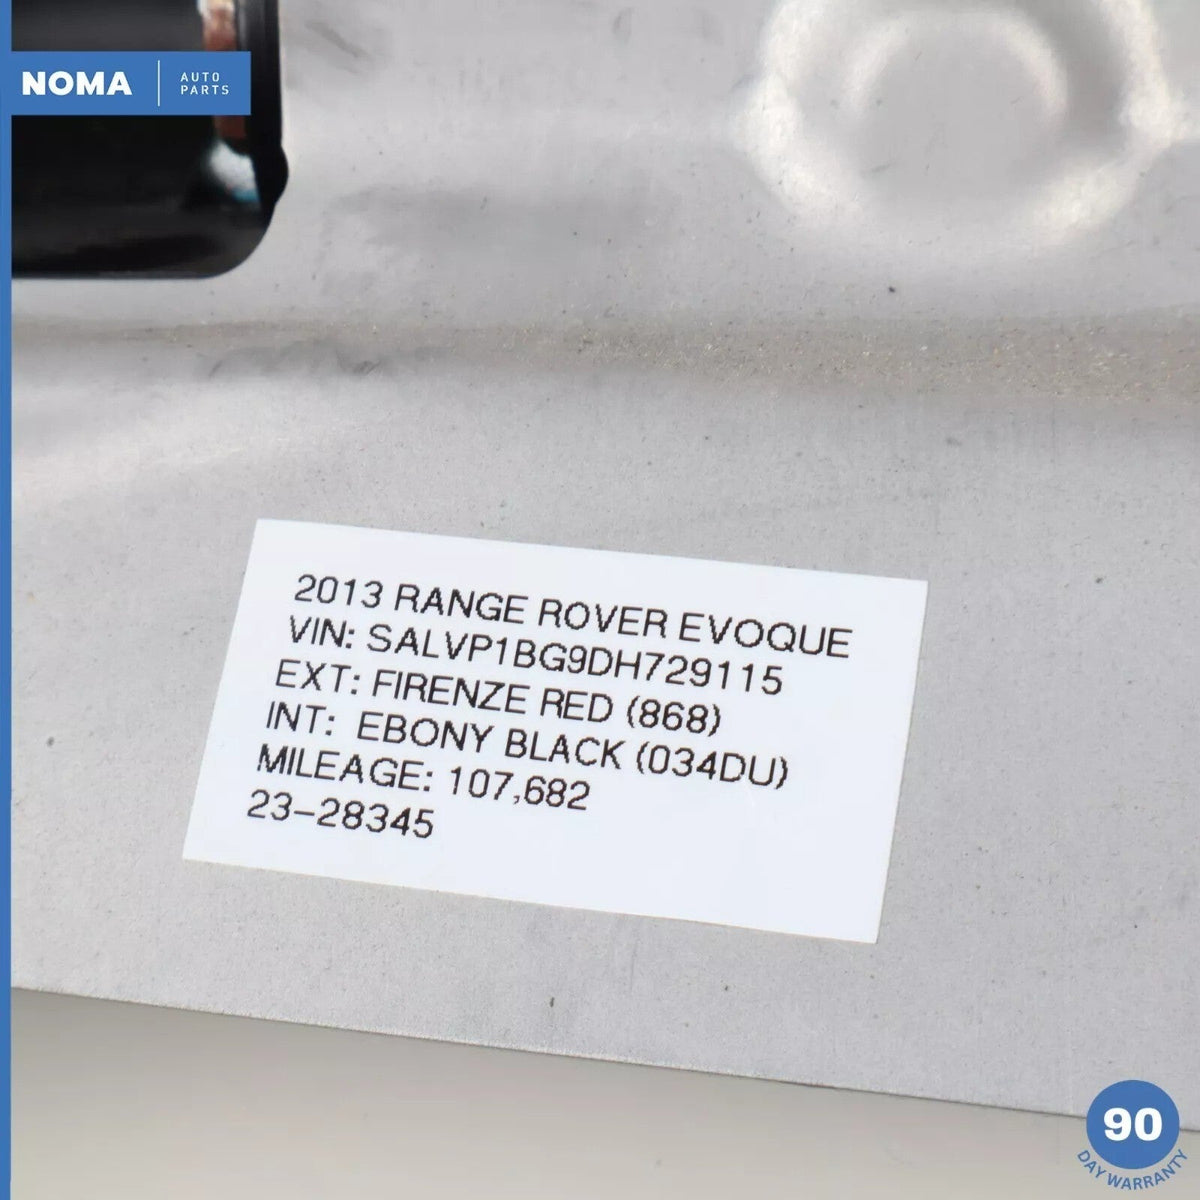 NOMA AUTO PARTS
2013 RANGE ROVER EVOQUE
VIN: SALVP1BG9DH729115
EXT: FIRENZE RED (868)
INT: EBONY BLACK (034DU)
MILEAGE: 107,682
23-28345
90
DAY WARRANTY